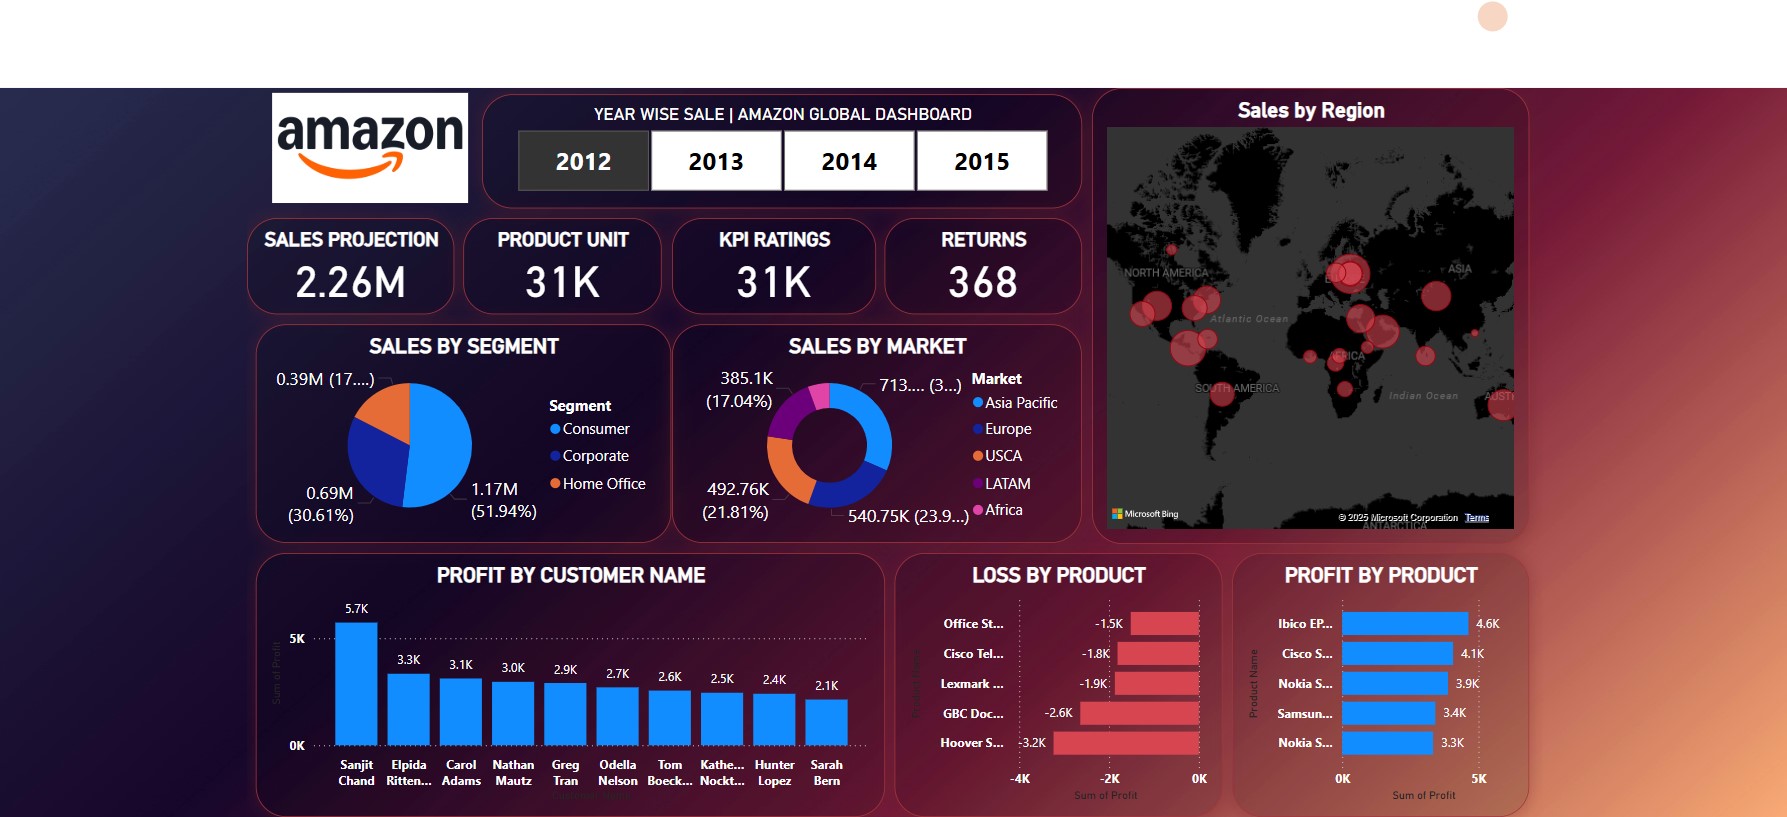 amazon
YEAR WISE SALE | AMAZON GLOBAL DASHBOARD
2012
2013
2014
2015
SALES PROJECTION
2.26M
PRODUCT UNIT
31K
KPI RATINGS
31K
RETURNS
368
SALES BY SEGMENT
0.39M (17....)
0.69M
(30.61%)
1.17M
(51.94%)
Segment
Consumer
Corporate
Home Office
SALES BY MARKET
385.1K
(17.04%)
713.... (3...)
492.76K
(21.81%)
540.75K (23.9...)
Market
Asia Pacific
Europe
USCA
LATAM
Africa
Sales by Region
NORTH AMERICA
ASIA
Atlantic Ocean
SOUTH AMERICA
Indian Ocean
Microsoft Bing
© 2025 Microsoft Corporation
Terms
ANTARCTICA
PROFIT BY CUSTOMER NAME
Sum of Profit
5K
0K
5.7K
3.3K
3.1K
3.0K
2.9K
2.7K
2.6K
2.5K
2.4K
2.1K
Sanjit
Chand
Elpida
Ritten...
Carol
Adams
Nathan
Mautz
Greg
Tran
Odella
Nelson
Tom
Boeck...
Kathe...
Nockt...
Hunter
Lopez
Sarah
Bern
LOSS BY PRODUCT
Office St...
-1.5K
Cisco Tel...
-1.8K
Lexmark ...
-1.9K
GBC Doc...
-2.6K
Hoover S...
-3.2K
-4K
-2K
0K
Sum of Profit
PROFIT BY PRODUCT
Product Name
Ibico EP...
4.6K
Cisco S...
4.1K
Nokia S...
3.9K
Samsun...
3.4K
Nokia S...
3.3K
0K
5K
Sum of Profit